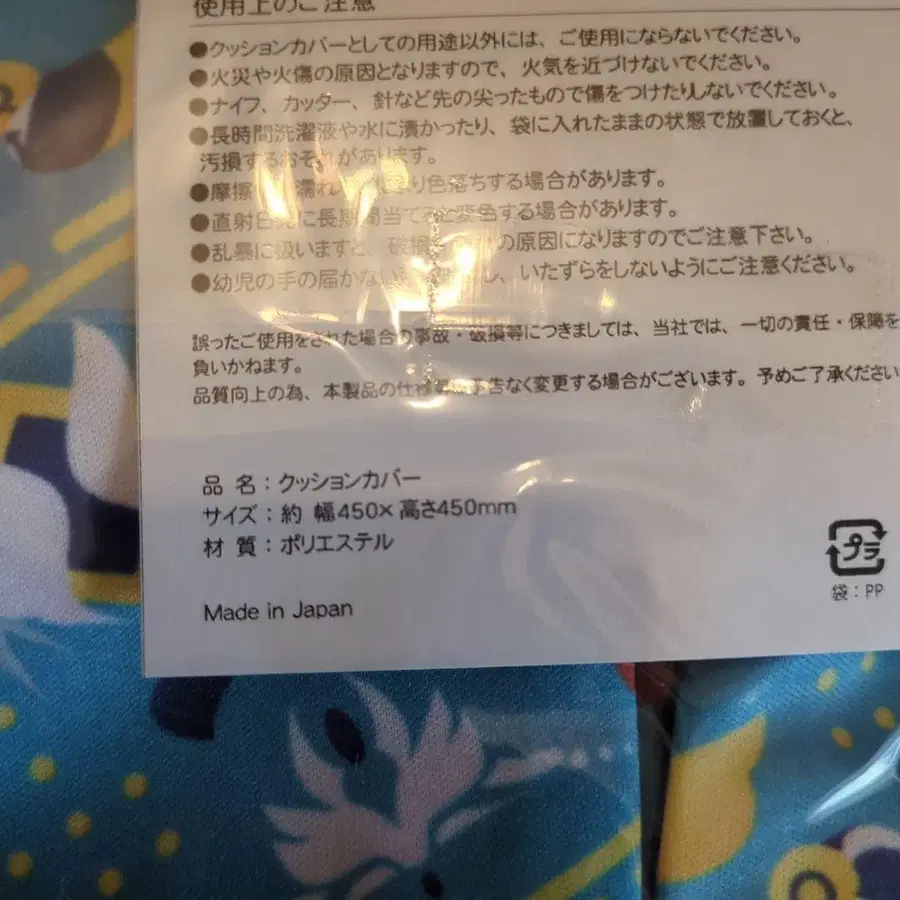 使用上のご注意
●クッションカバーとしての用途以外には、ご使用にならないでください。
●火災や火傷の原因となりますので、火気を近づけないでください。
●ナイフ、カッター、針など先の尖ったもので傷をつけたりしないでください。
●長時間洗濯液や水に漬かったり、袋に入れたままの状態で放置しておくと、
汚損するおそれがあります。
●摩擦 濡れ より色落ちする場合があります。
●直射日光に長期間当てると変色する場合があります。
●乱暴に扱いますと、破損 の原因になりますのでご注意下さい。
●幼児の手の届かない し、いたずらをしないようにご注意ください。
誤ったご使用をされた場合の事故・破損等につきましては、当社では、一切の責任・保障を
負いかねます。
品質向上の為、本製品の仕様 予告なく変更する場合がございます。予めご了承ください
品 名：クッションカバー
サイズ：約 幅450×高さ450mm
材 質：ポリエステル
Made in Japan
プラ
袋：PP